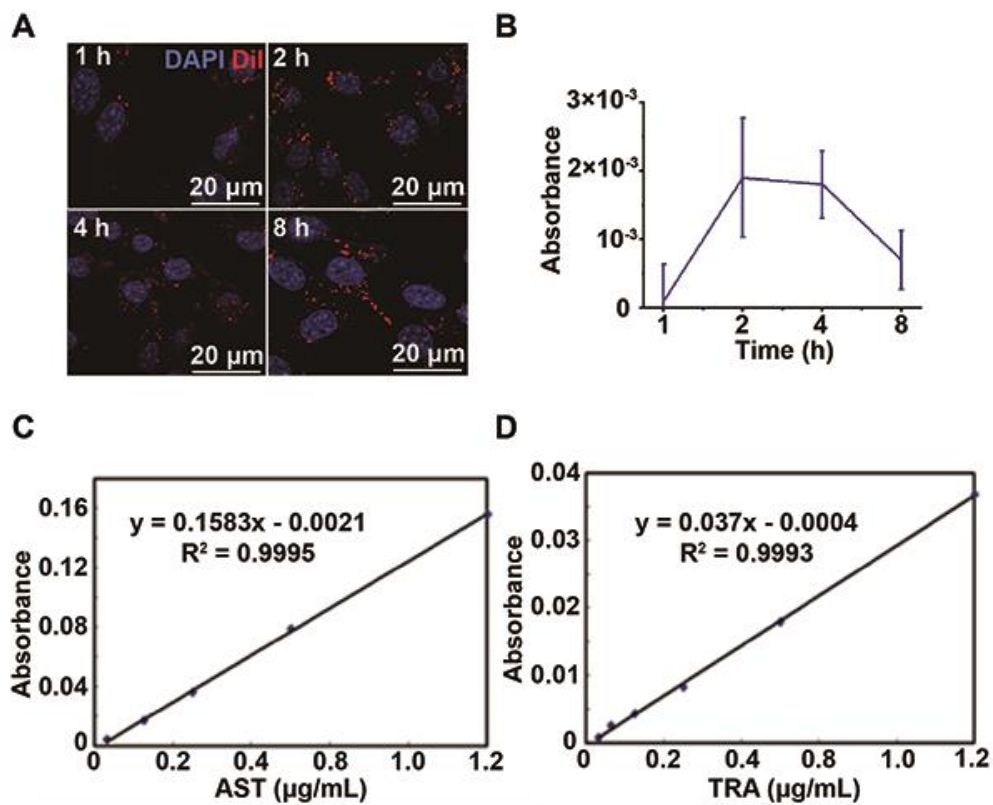 A
1 h
DAPI DiI
2 h
20 µm
20 µm
4 h
8 h
20 µm
20 µm
B
3×10-3
2×10-3
10-3
0
Absorbance
1 2 4 8
Time (h)
C
y = 0.1583x - 0.0021
R2 = 0.9995
0.16
0.12
0.08
0.04
0
Absorbance
0 0.2 0.4 0.6 1.0 1.2
AST (µg/mL)
D
y = 0.037x - 0.0004
R2 = 0.9993
0.04
0.03
0.02
0.01
0
Absorbance
0 0.2 0.4 0.6 1.0 1.2
TRA (µg/mL)